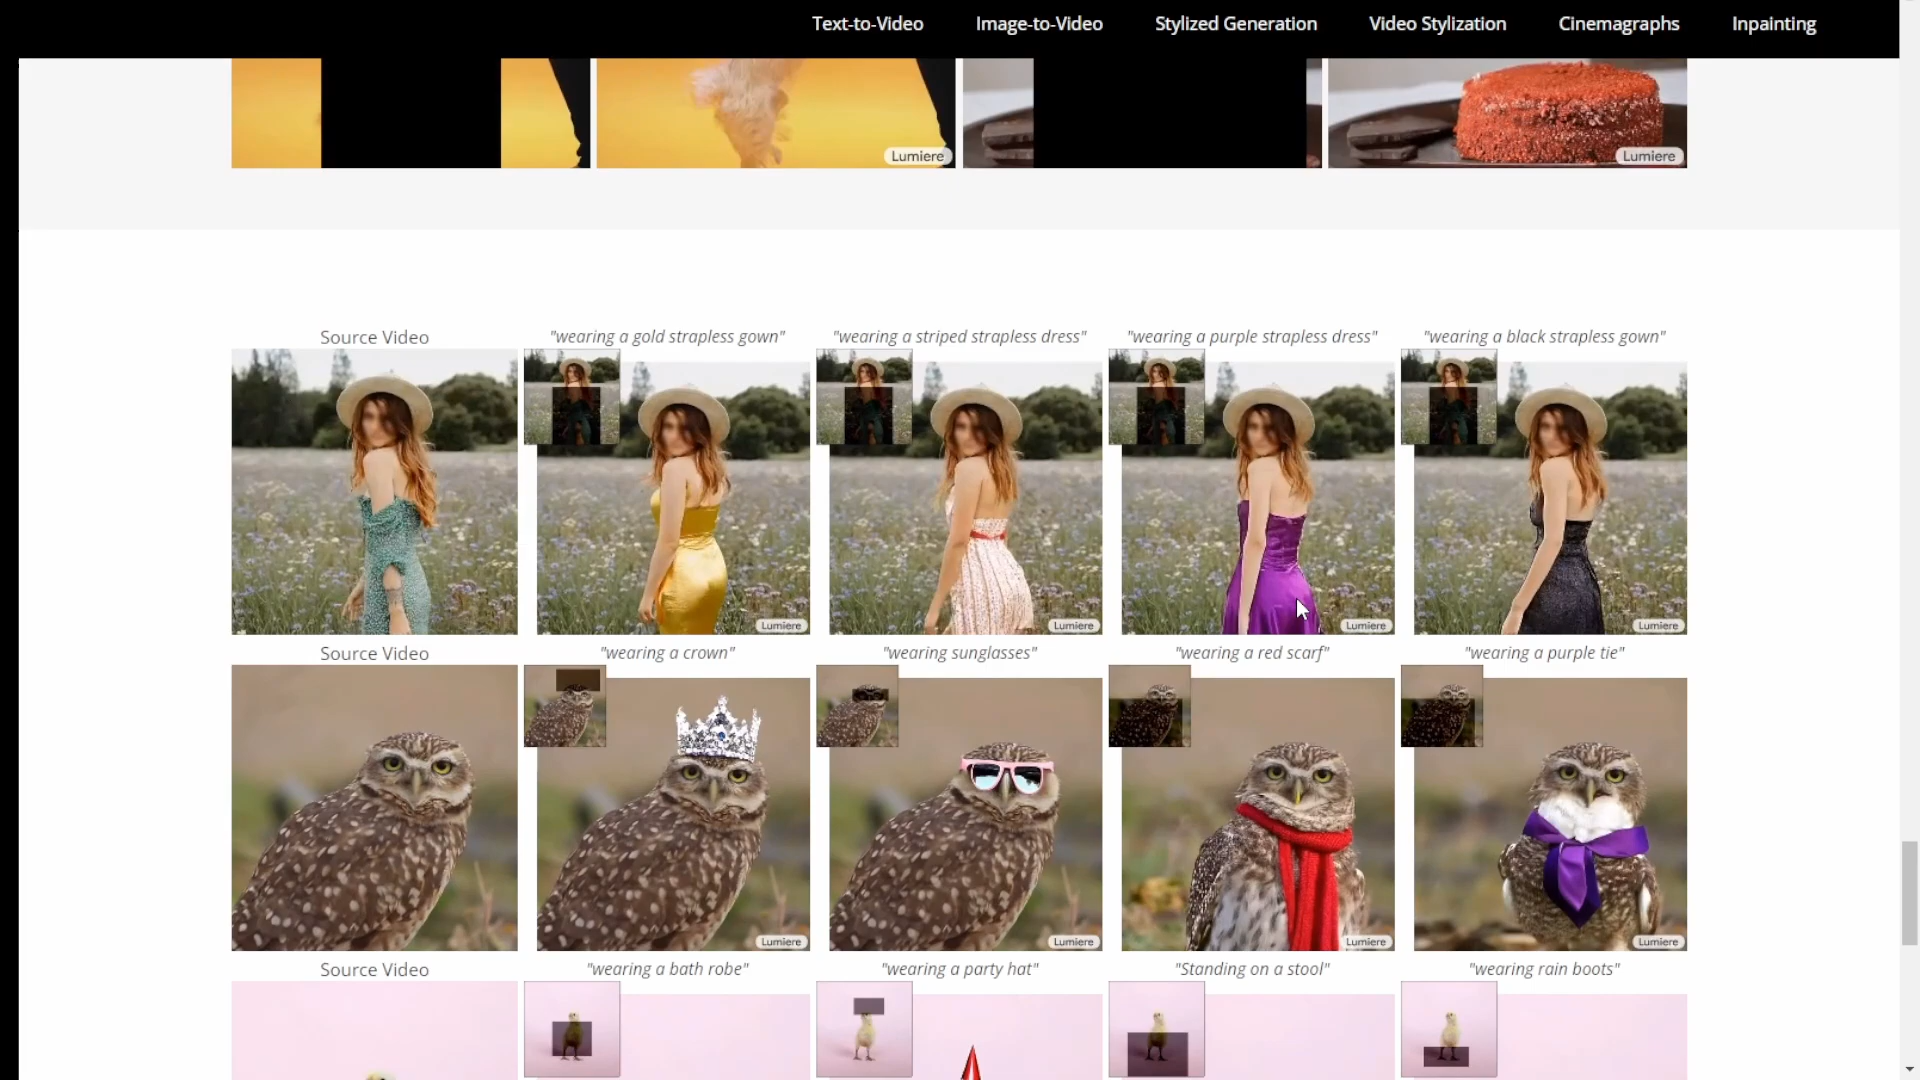 Text-to-Video Image-to-Video Stylized Generation Video Stylization Cinemagraphs Inpainting
Lumiere Lumiere
Source Video "wearing a gold strapless gown" "wearing a striped strapless dress" "wearing a purple strapless dress" "wearing a black strapless gown"
Lumiere Lumiere Lumiere Lumiere
Source Video "wearing a crown" "wearing sunglasses" "wearing a red scarf" "wearing a purple tie"
Lumiere Lumiere Lumiere Lumiere
Source Video "wearing a bath robe" "wearing a party hat" "Standing on a stool" "wearing rain boots"